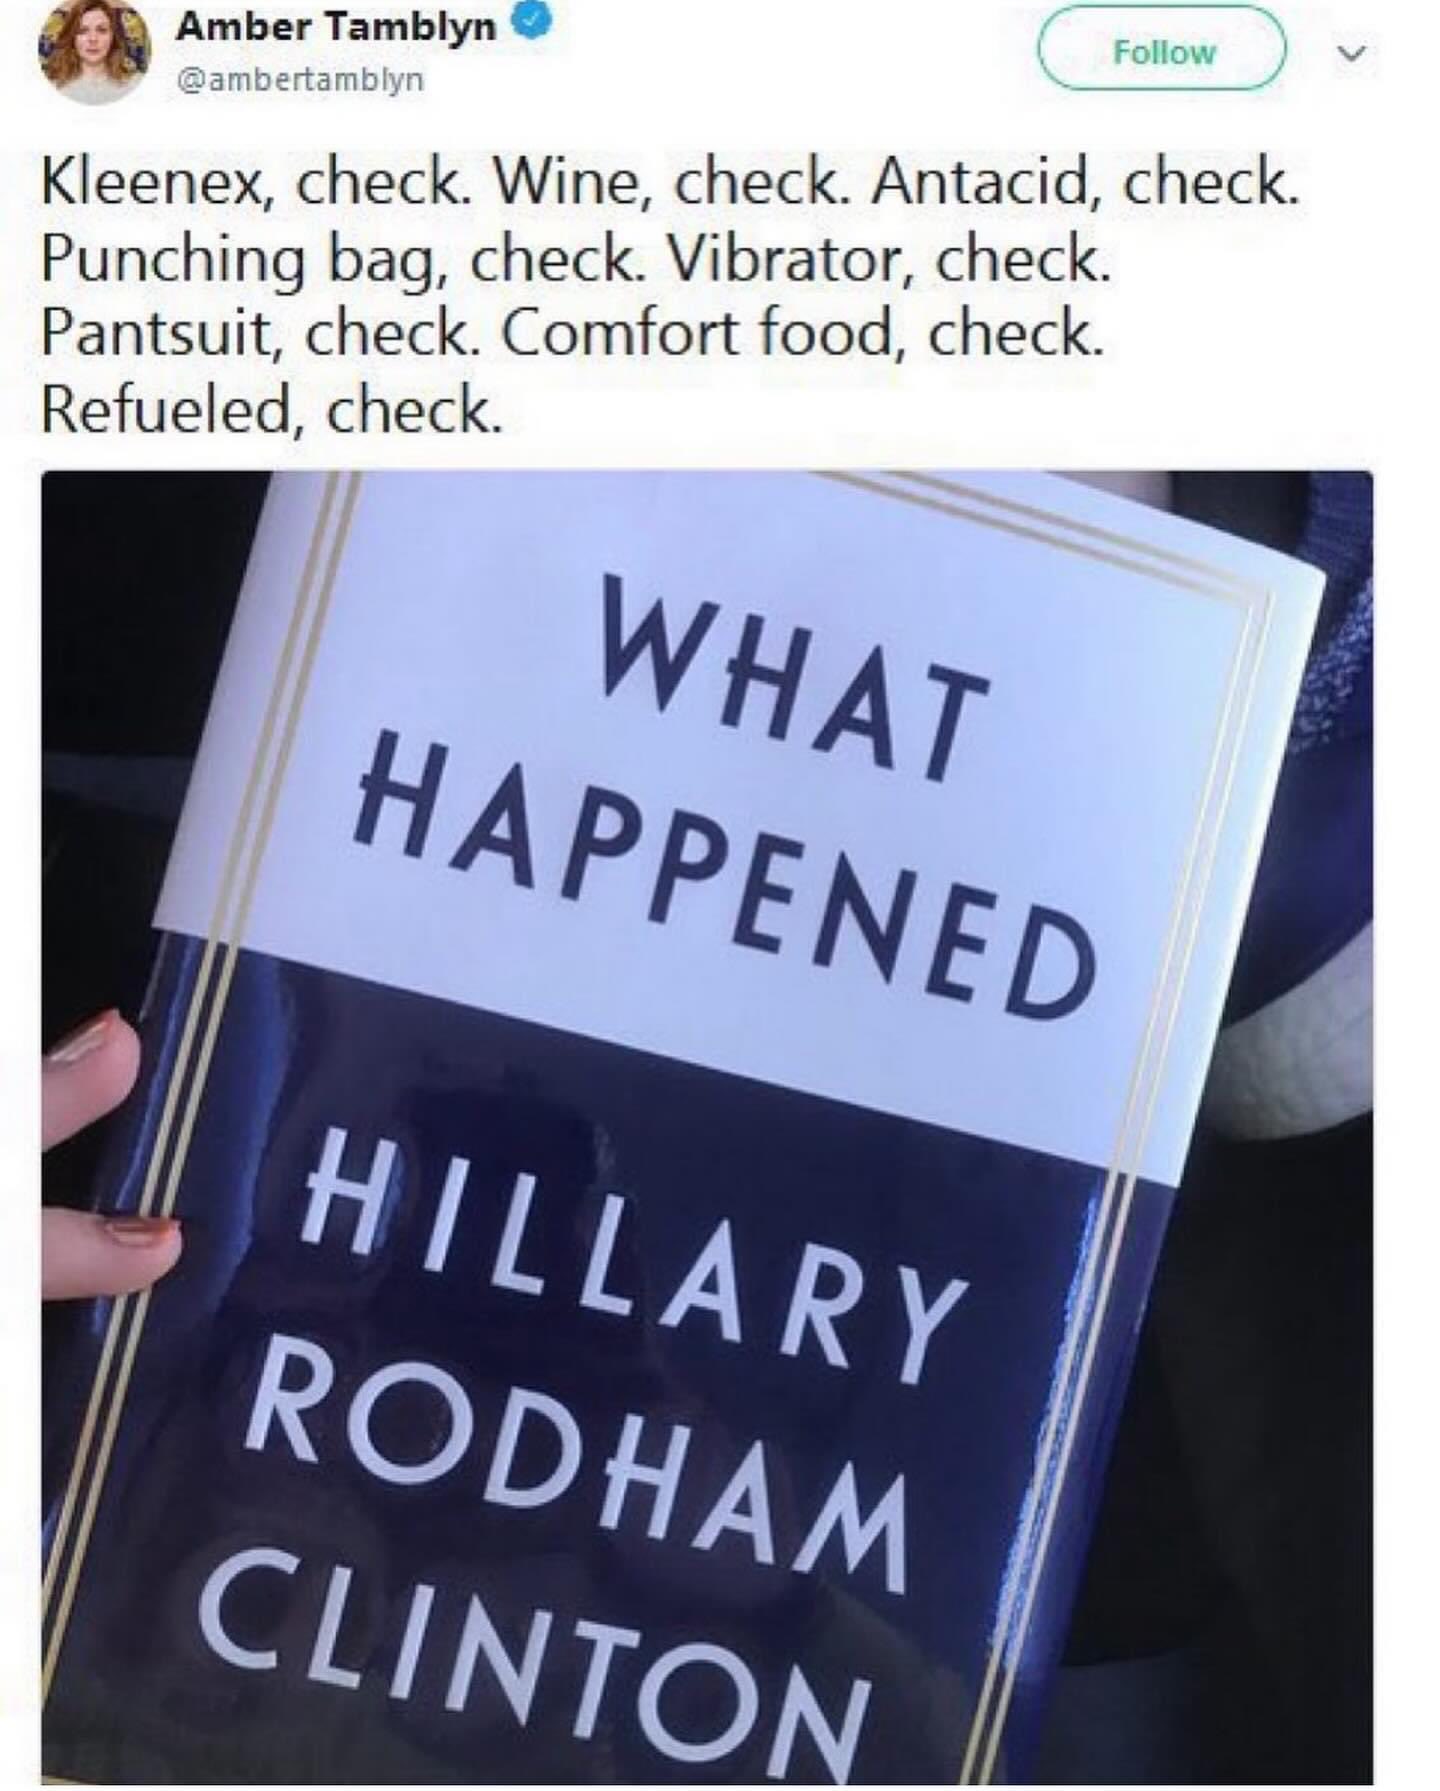 Amber Tamblyn
@ambertamblyn
Follow
Kleenex, check. Wine, check. Antacid, check.
Punching bag, check. Vibrator, check.
Pantsuit, check. Comfort food, check.
Refueled, check.
WHAT
HAPPENED
HILLARY
RODHAM
CLINTON